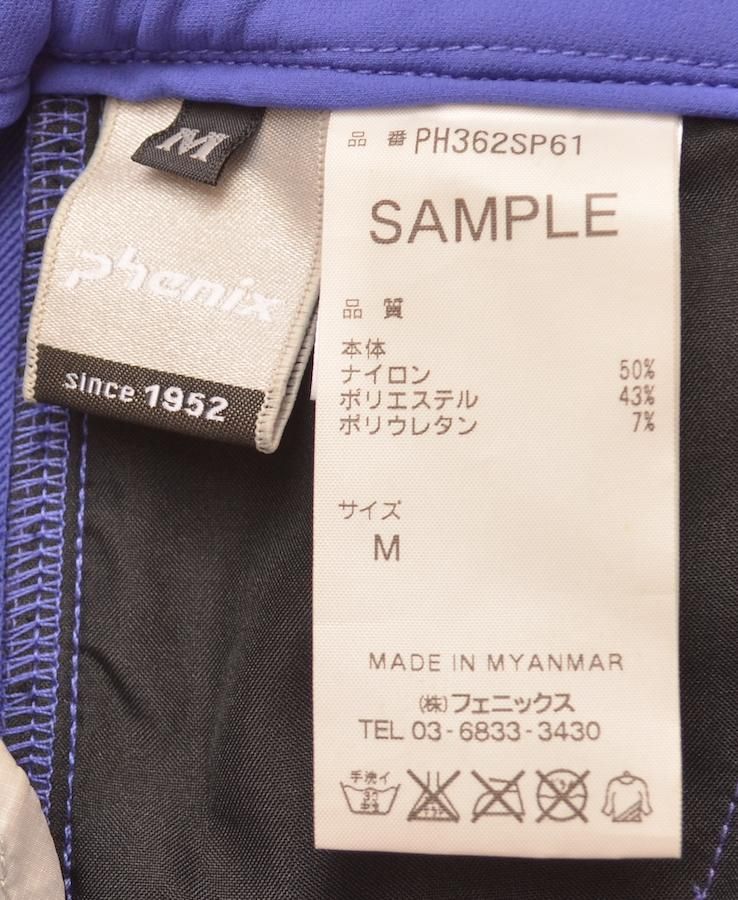 M
phenix
since 1952
品 番 PH362SP61
SAMPLE
品 質
本体
ナイロン 50%
ポリエステル 43%
ポリウレタン 7%
サイズ
M
MADE IN MYANMAR
(株)フェニックス
TEL 03-6833-3430
手洗イ